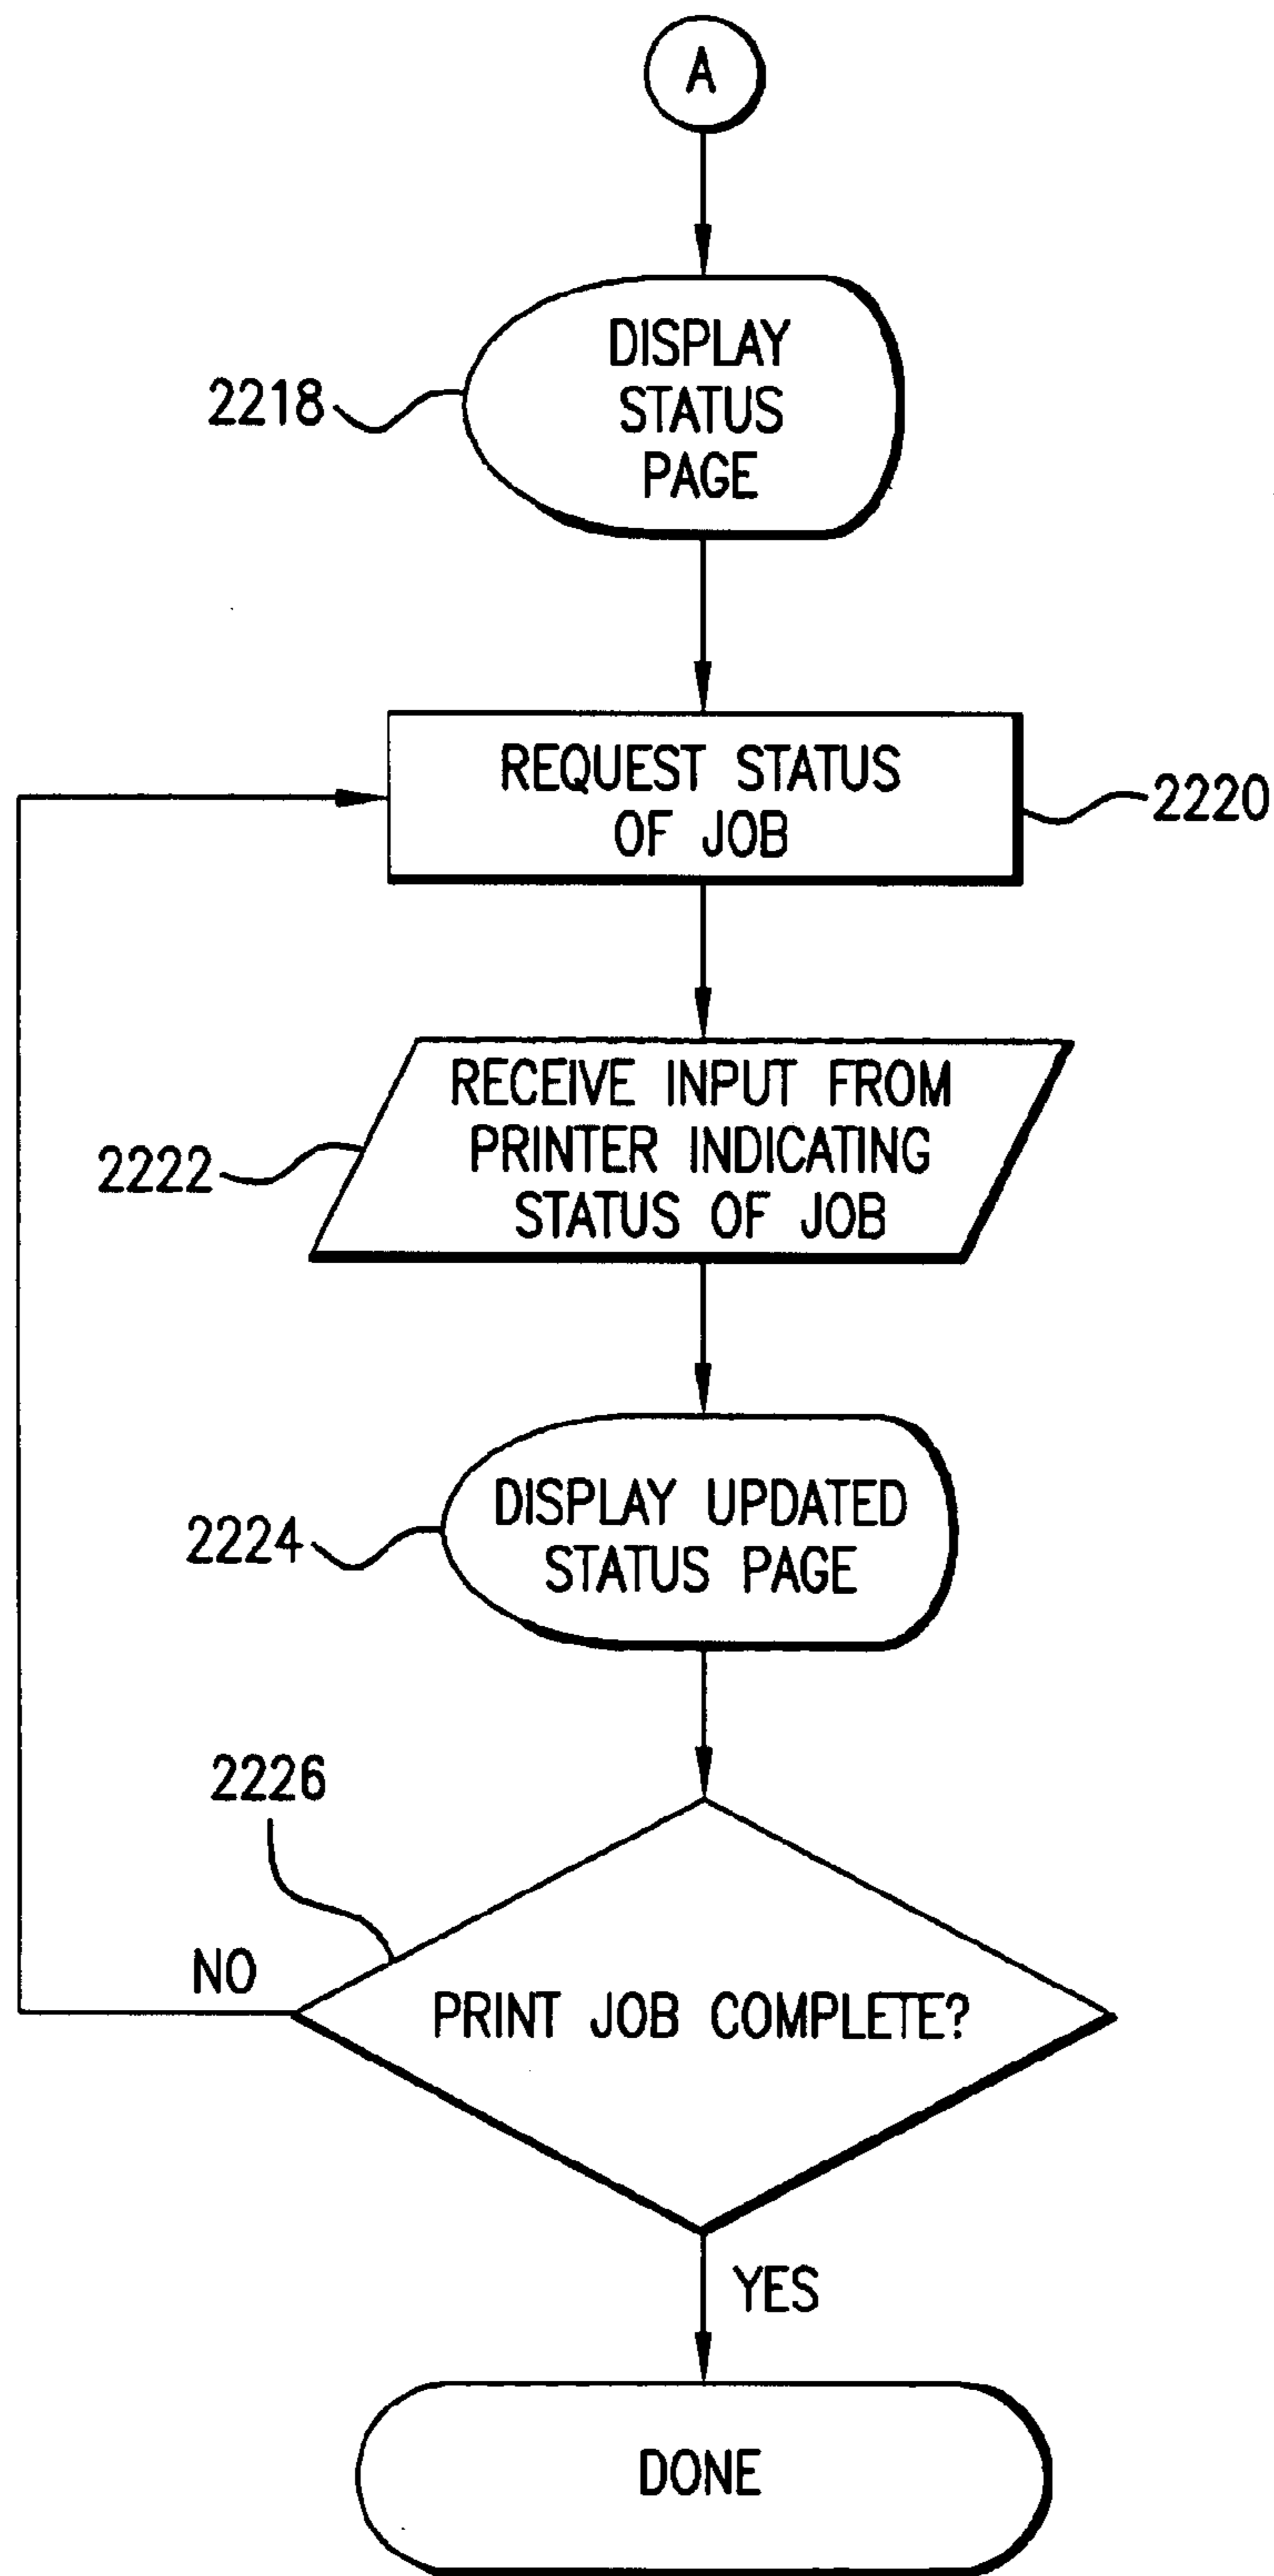 A
DISPLAY
STATUS
PAGE
2218
REQUEST STATUS
OF JOB
2220
RECEIVE INPUT FROM
PRINTER INDICATING
STATUS OF JOB
2222
DISPLAY UPDATED
STATUS PAGE
2224
2226
NO
PRINT JOB COMPLETE?
YES
DONE